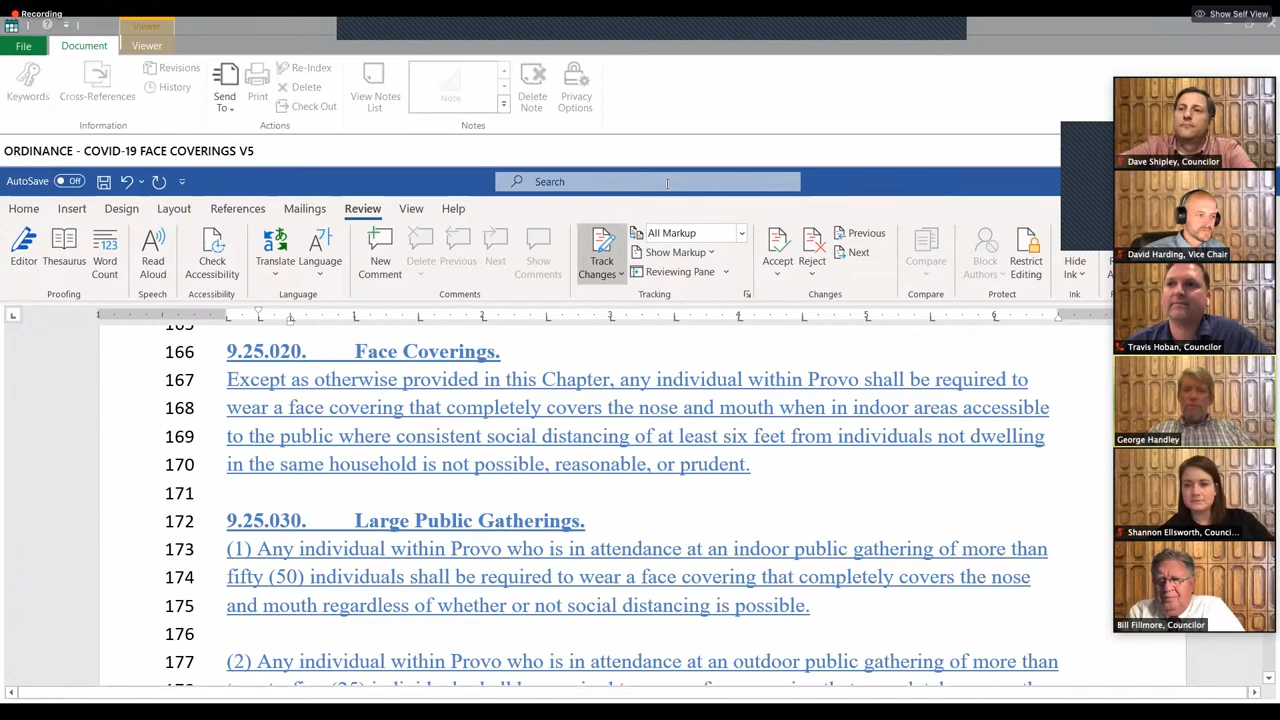 Recording
Show Self View
Viewer
File
Document
Viewer
Keywords
Cross-References
Revisions
History
Information
Send To
Print
Re-Index
Delete
Check Out
Actions
View Notes List
Note
Delete Note
Privacy Options
Notes
ORDINANCE - COVID-19 FACE COVERINGS V5
AutoSave Off
Search
Home Insert Design Layout References Mailings Review View Help
Editor
Thesaurus
Word Count
Proofing
Read Aloud
Speech
Check Accessibility
Accessibility
Translate
Language
Language
New Comment
Delete
Previous
Next
Show Comments
Comments
Track Changes
All Markup
Show Markup
Reviewing Pane
Tracking
Accept
Reject
Previous
Next
Changes
Compare
Compare
Block Authors
Restrict Editing
Protect
Hide Ink
Ink
1 1 2 3 4 5 6
165
166 9.25.020. Face Coverings.
167 Except as otherwise provided in this Chapter, any individual within Provo shall be required to
168 wear a face covering that completely covers the nose and mouth when in indoor areas accessible
169 to the public where consistent social distancing of at least six feet from individuals not dwelling
170 in the same household is not possible, reasonable, or prudent.
171
172 9.25.030. Large Public Gatherings.
173 (1) Any individual within Provo who is in attendance at an indoor public gathering of more than
174 fifty (50) individuals shall be required to wear a face covering that completely covers the nose
175 and mouth regardless of whether or not social distancing is possible.
176
177 (2) Any individual within Provo who is in attendance at an outdoor public gathering of more than
Dave Shipley, Councilor
David Harding, Vice Chair
Travis Hoban, Councilor
George Handley
Shannon Ellsworth, Counci...
Bill Fillmore, Councilor